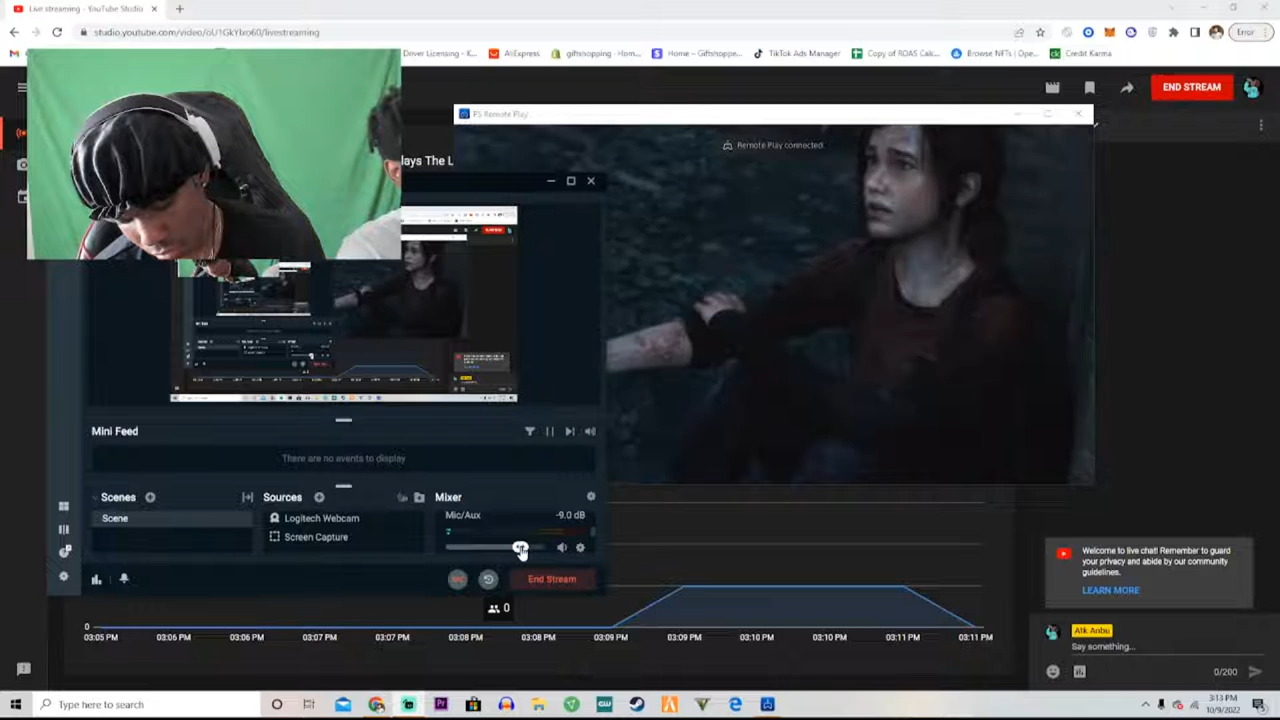 Live streaming - YouTube Studio
studio.youtube.com/video/oU1GkYlxo60/livestreaming
Error
Driver Licensing - K...
AliExpress
giftshopping - Hom...
Home – Giftshoppe...
TikTok Ads Manager
Copy of ROAS Calc...
Browse NFTs | Ope...
Credit Karma
END STREAM
PS Remote Play
Remote Play connected
lays The L
Mini Feed
There are no events to display
Scenes
Sources
Mixer
Scene
Logitech Webcam
Screen Capture
Mic/Aux
-9.0 dB
REC
End Stream
0
0
03:05 PM 03:06 PM 03:06 PM 03:07 PM 03:07 PM 03:08 PM 03:08 PM 03:09 PM 03:09 PM 03:10 PM 03:10 PM 03:11 PM 03:11 PM
Welcome to live chat! Remember to guard
your privacy and abide by our community
guidelines.
LEARN MORE
Atk Anbu
Say something...
0/200
Type here to search
3:13 PM
10/9/2022